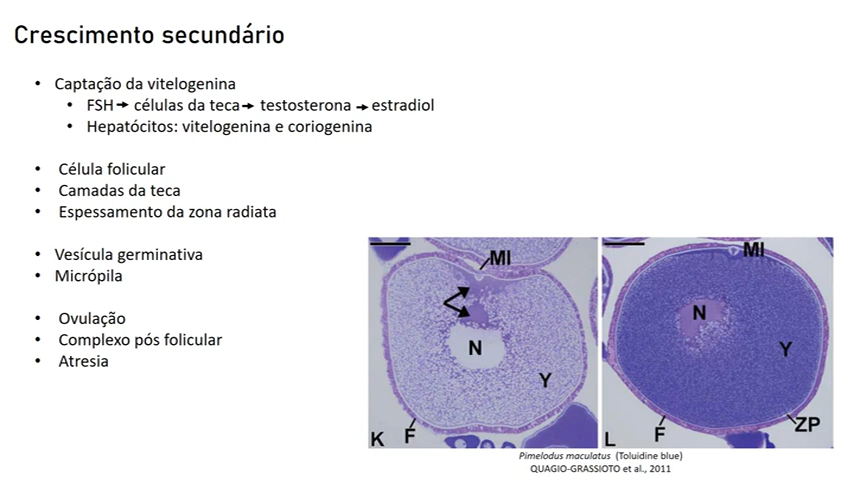 Crescimento secundário
• Captação da vitelogenina
• FSH → células da teca → testosterona → estradiol
• Hepatócitos: vitelogenina e coriogenina
• Célula folicular
• Camadas da teca
• Espessamento da zona radiata
• Vesícula germinativa
• Micrópila
• Ovulação
• Complexo pós folicular
• Atresia
MI
N
Y
K
F
MI
N
Y
L
F
ZP
Pimelodus maculatus (Toluidine blue)
QUAGIO-GRASSIOTO et al., 2011